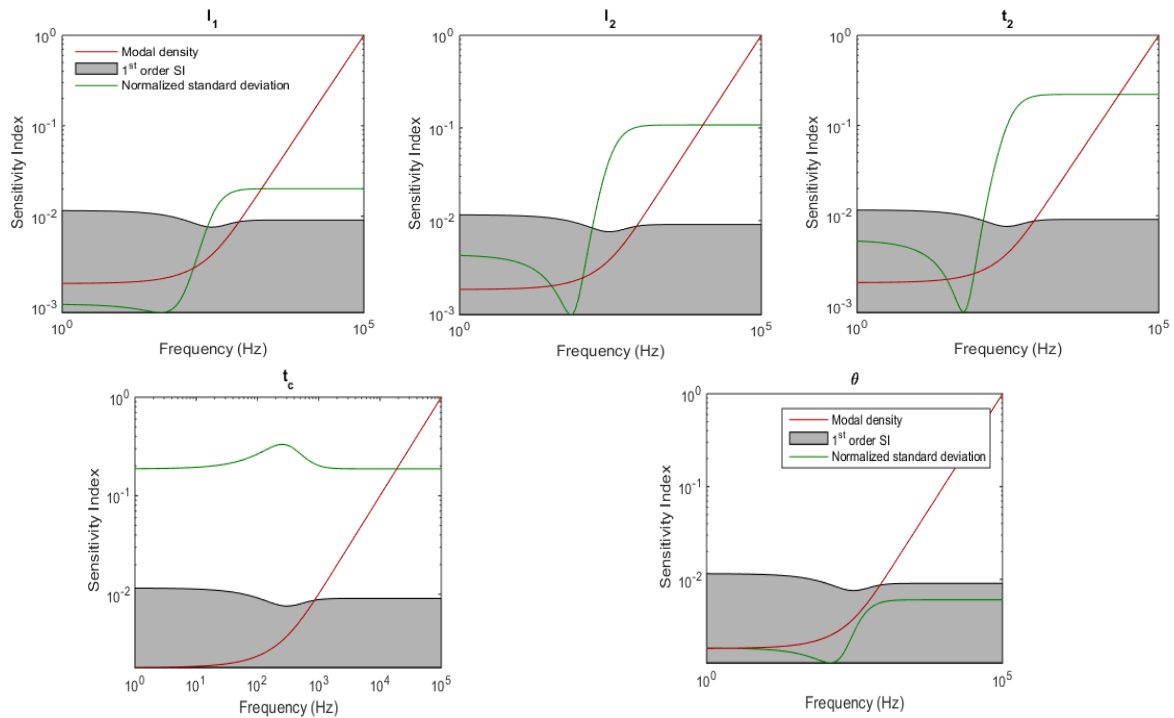 l1
Sensitivity Index
10^0
10^-1
10^-2
10^-3
Modal density
1st order SI
Normalized standard deviation
10^0
10^5
Frequency (Hz)
l2
Sensitivity Index
10^0
10^-1
10^-2
10^-3
10^0
10^5
Frequency (Hz)
t2
Sensitivity Index
10^0
10^-1
10^-2
10^-3
10^0
10^5
Frequency (Hz)
tc
Sensitivity Index
10^0
10^-1
10^-2
10^0
10^1
10^2
10^3
10^4
10^5
Frequency (Hz)
θ
Sensitivity Index
10^0
10^-1
10^-2
Modal density
1st order SI
Normalized standard deviation
10^0
10^5
Frequency (Hz)